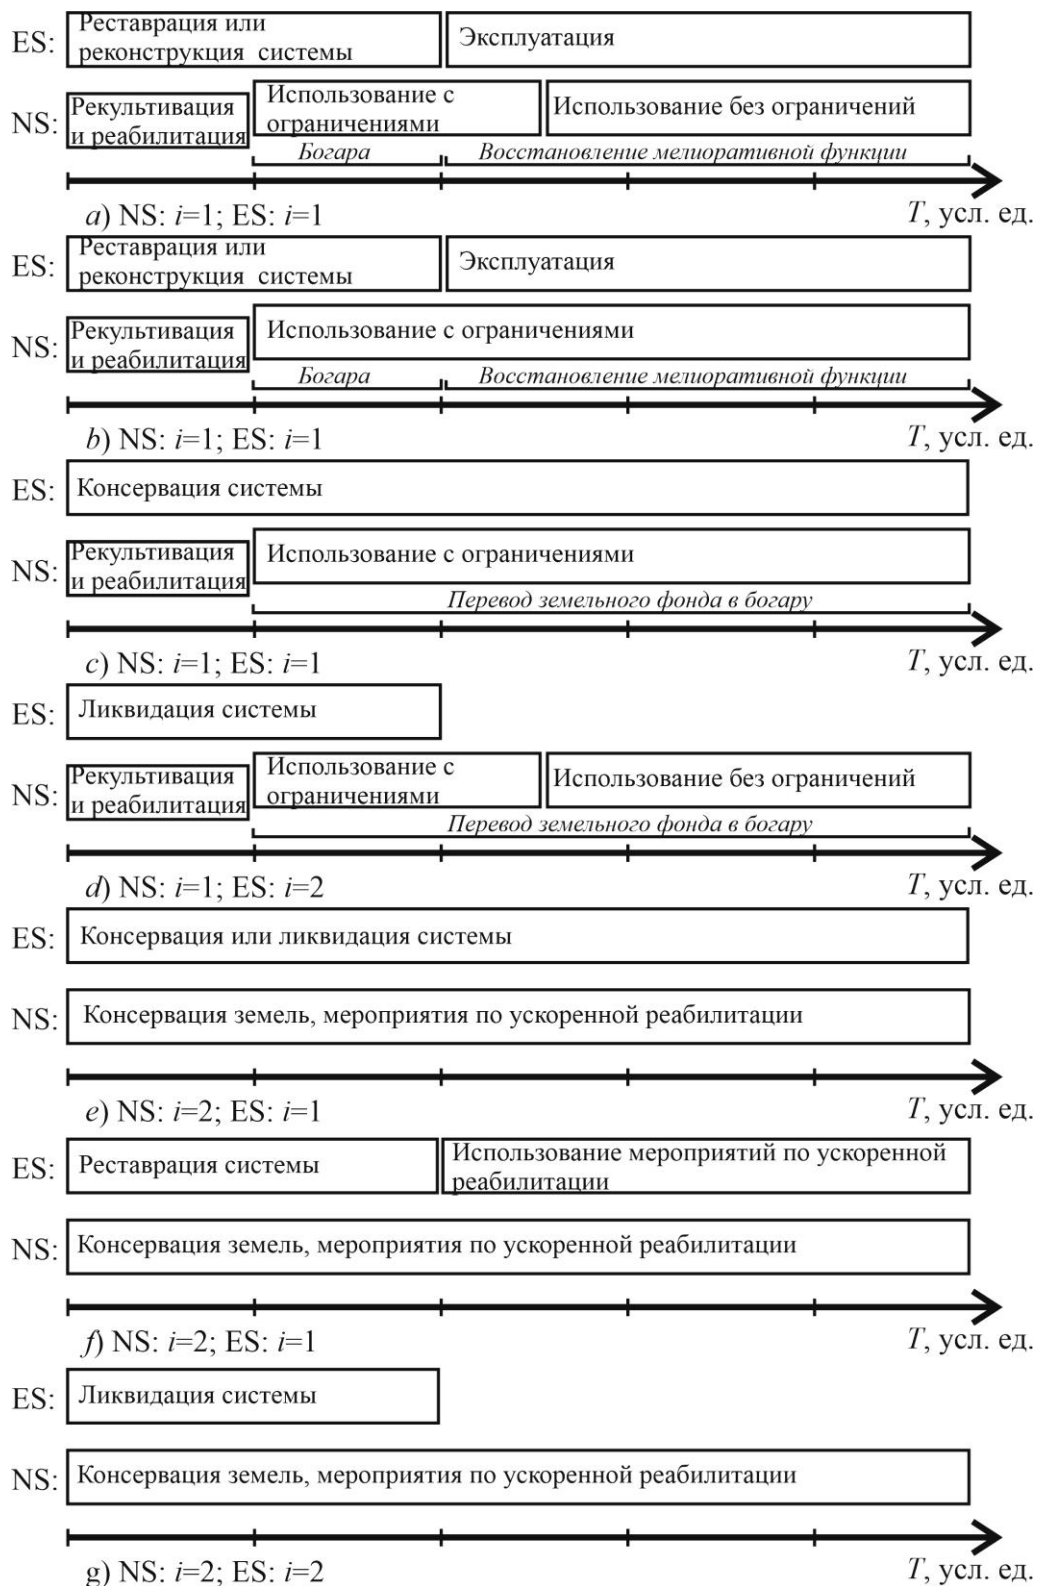 ES:
Реставрация или
реконструкция системы
Эксплуатация
NS:
Рекультивация
и реабилитация
Использование с
ограничениями
Использование без ограничений
Богара
Восстановление мелиоративной функции
a) NS: i=1; ES: i=1
T, усл. ед.
ES:
Реставрация или
реконструкция системы
Эксплуатация
NS:
Рекультивация
и реабилитация
Использование с ограничениями
Богара
Восстановление мелиоративной функции
b) NS: i=1; ES: i=1
T, усл. ед.
ES:
Консервация системы
NS:
Рекультивация
и реабилитация
Использование с ограничениями
Перевод земельного фонда в богару
c) NS: i=1; ES: i=1
T, усл. ед.
ES:
Ликвидация системы
NS:
Рекультивация
и реабилитация
Использование с
ограничениями
Использование без ограничений
Перевод земельного фонда в богару
d) NS: i=1; ES: i=2
T, усл. ед.
ES:
Консервация или ликвидация системы
NS:
Консервация земель, мероприятия по ускоренной реабилитации
e) NS: i=2; ES: i=1
T, усл. ед.
ES:
Реставрация системы
Использование мероприятий по ускоренной
реабилитации
NS:
Консервация земель, мероприятия по ускоренной реабилитации
f) NS: i=2; ES: i=1
T, усл. ед.
ES:
Ликвидация системы
NS:
Консервация земель, мероприятия по ускоренной реабилитации
g) NS: i=2; ES: i=2
T, усл. ед.